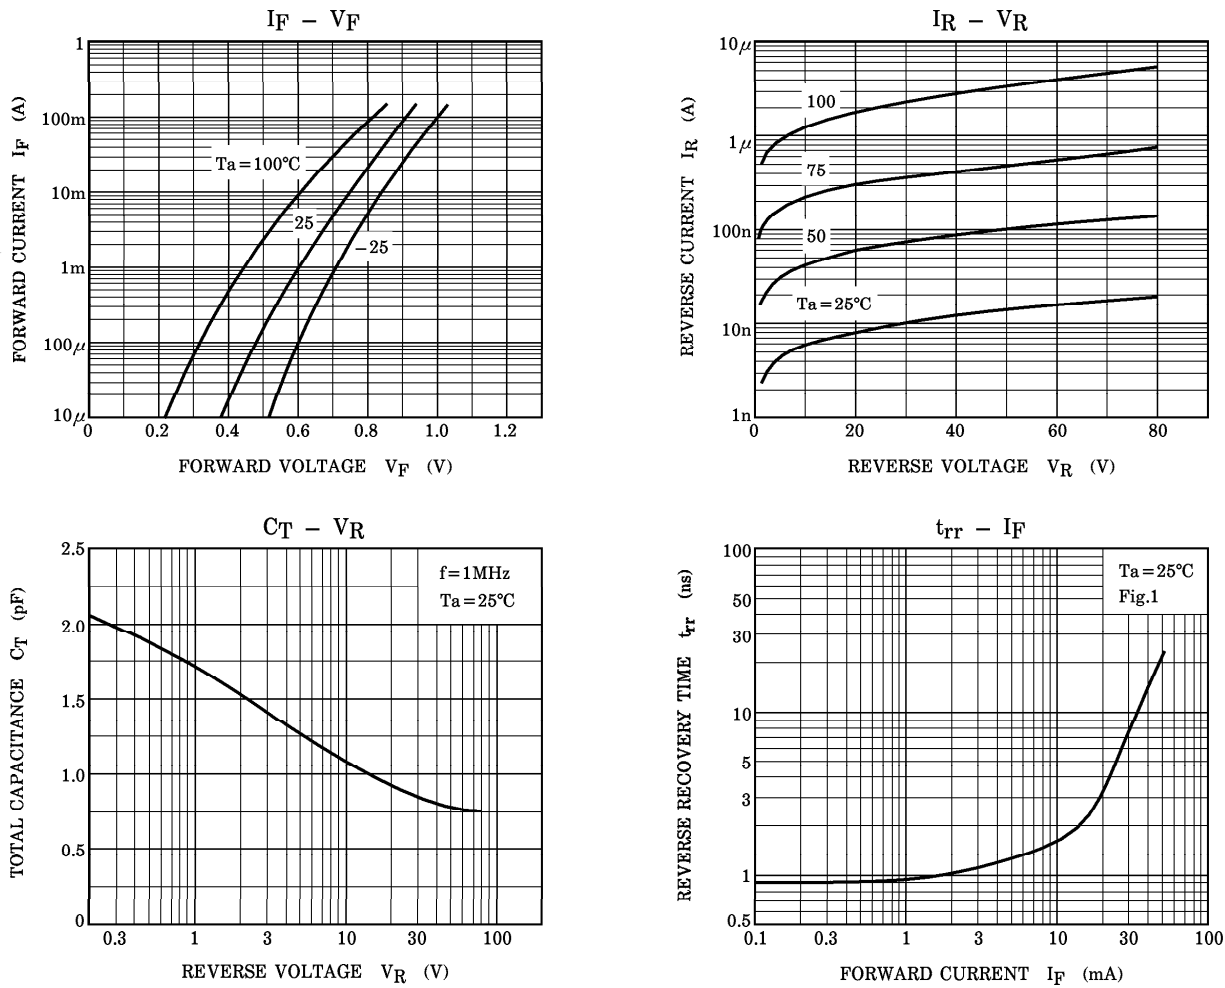 IF – VF
1
100m
10m
1m
100μ
10μ
FORWARD CURRENT IF (A)
Ta=100°C
25
–25
0 0.2 0.4 0.6 0.8 1.0 1.2
FORWARD VOLTAGE VF (V)
IR – VR
10μ
1μ
100n
10n
1n
REVERSE CURRENT IR (A)
100
75
50
Ta=25°C
0 20 40 60 80
REVERSE VOLTAGE VR (V)
CT – VR
2.5
2.0
1.5
1.0
0.5
0
TOTAL CAPACITANCE CT (pF)
f=1MHz
Ta=25°C
0.3 1 3 10 30 100
REVERSE VOLTAGE VR (V)
trr – IF
100
50
30
10
5
3
1
0.5
REVERSE RECOVERY TIME trr (ns)
Ta=25°C
Fig.1
0.1 0.3 1 3 10 30 100
FORWARD CURRENT IF (mA)